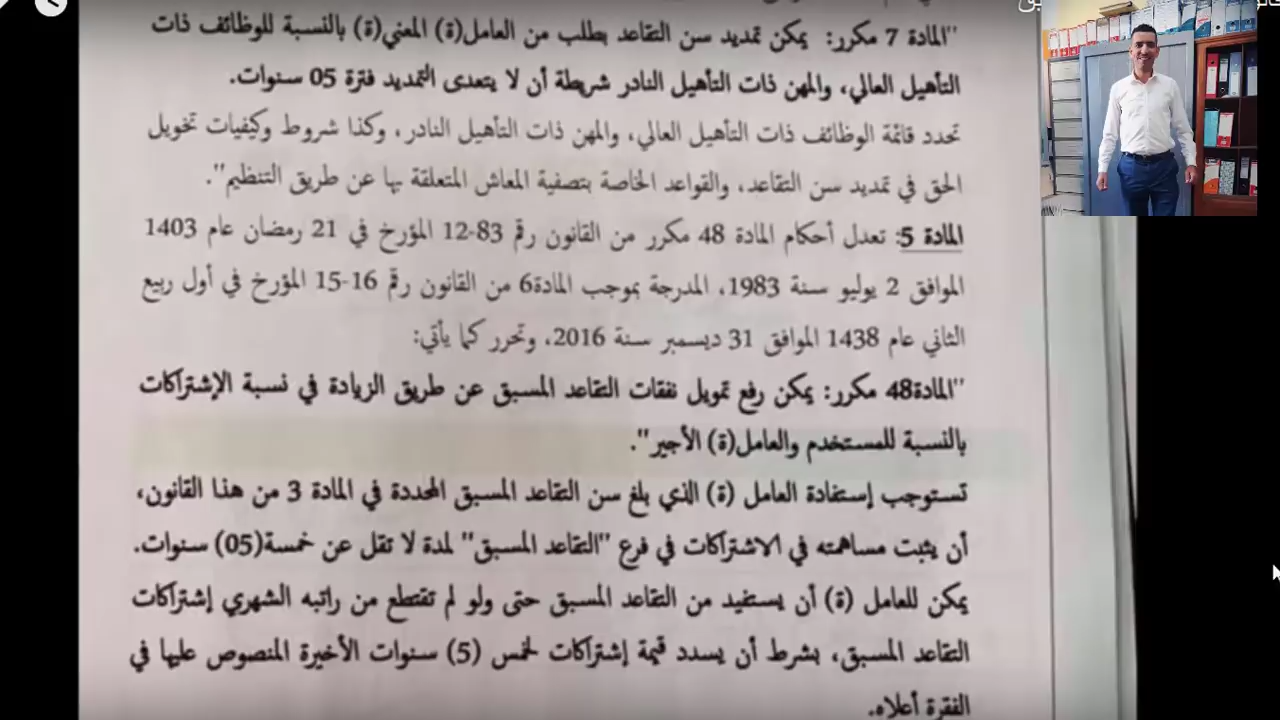 "المادة 7 مكرر: يمكن تمديد سن التقاعد بطلب من العامل(ة) المعني(ة) بالنسبة للوظائف ذات
التأهيل العالي، والمهن ذات التأهيل النادر شريطة أن لا يتعدى التمديد فترة 05 سنوات.
تحدد قائمة الوظائف ذات التأهيل العالي، والمهن ذات التأهيل النادر، وكذا شروط وكيفيات تخويل
الحق في تمديد سن التقاعد، والقواعد الخاصة بتصفية المعاش المتعلقة بها عن طريق التنظيم".
المادة 5: تعدل أحكام المادة 48 مكرر من القانون رقم 83-12 المؤرخ في 21 رمضان عام 1403
الموافق 2 يوليو سنة 1983، المدرجة بموجب المادة6 من القانون رقم 16-15 المؤرخ في أول ربيع
الثاني عام 1438 الموافق 31 ديسمبر سنة 2016، وتحرر كما يأتي:
"المادة48 مكرر: يمكن رفع تمويل نفقات التقاعد المسبق عن طريق الزيادة في نسبة الإشتراكات
بالنسبة للمستخدم والعامل(ة) الأجير".
تستوجب إستفادة العامل (ة) الذي بلغ سن التقاعد المسبق المحددة في المادة 3 من هذا القانون،
أن يثبت مساهمته في الاشتراكات في فرع "التقاعد المسبق" لمدة لا تقل عن خمسة(05) سنوات.
يمكن للعامل (ة) أن يستفيد من التقاعد المسبق حتى ولو لم تقتطع من راتبه الشهري إشتراكات
التقاعد المسبق، بشرط أن يسدد قيمة إشتراكات لخمس (5) سنوات الأخيرة المنصوص عليها في
الفقرة أعلاه.